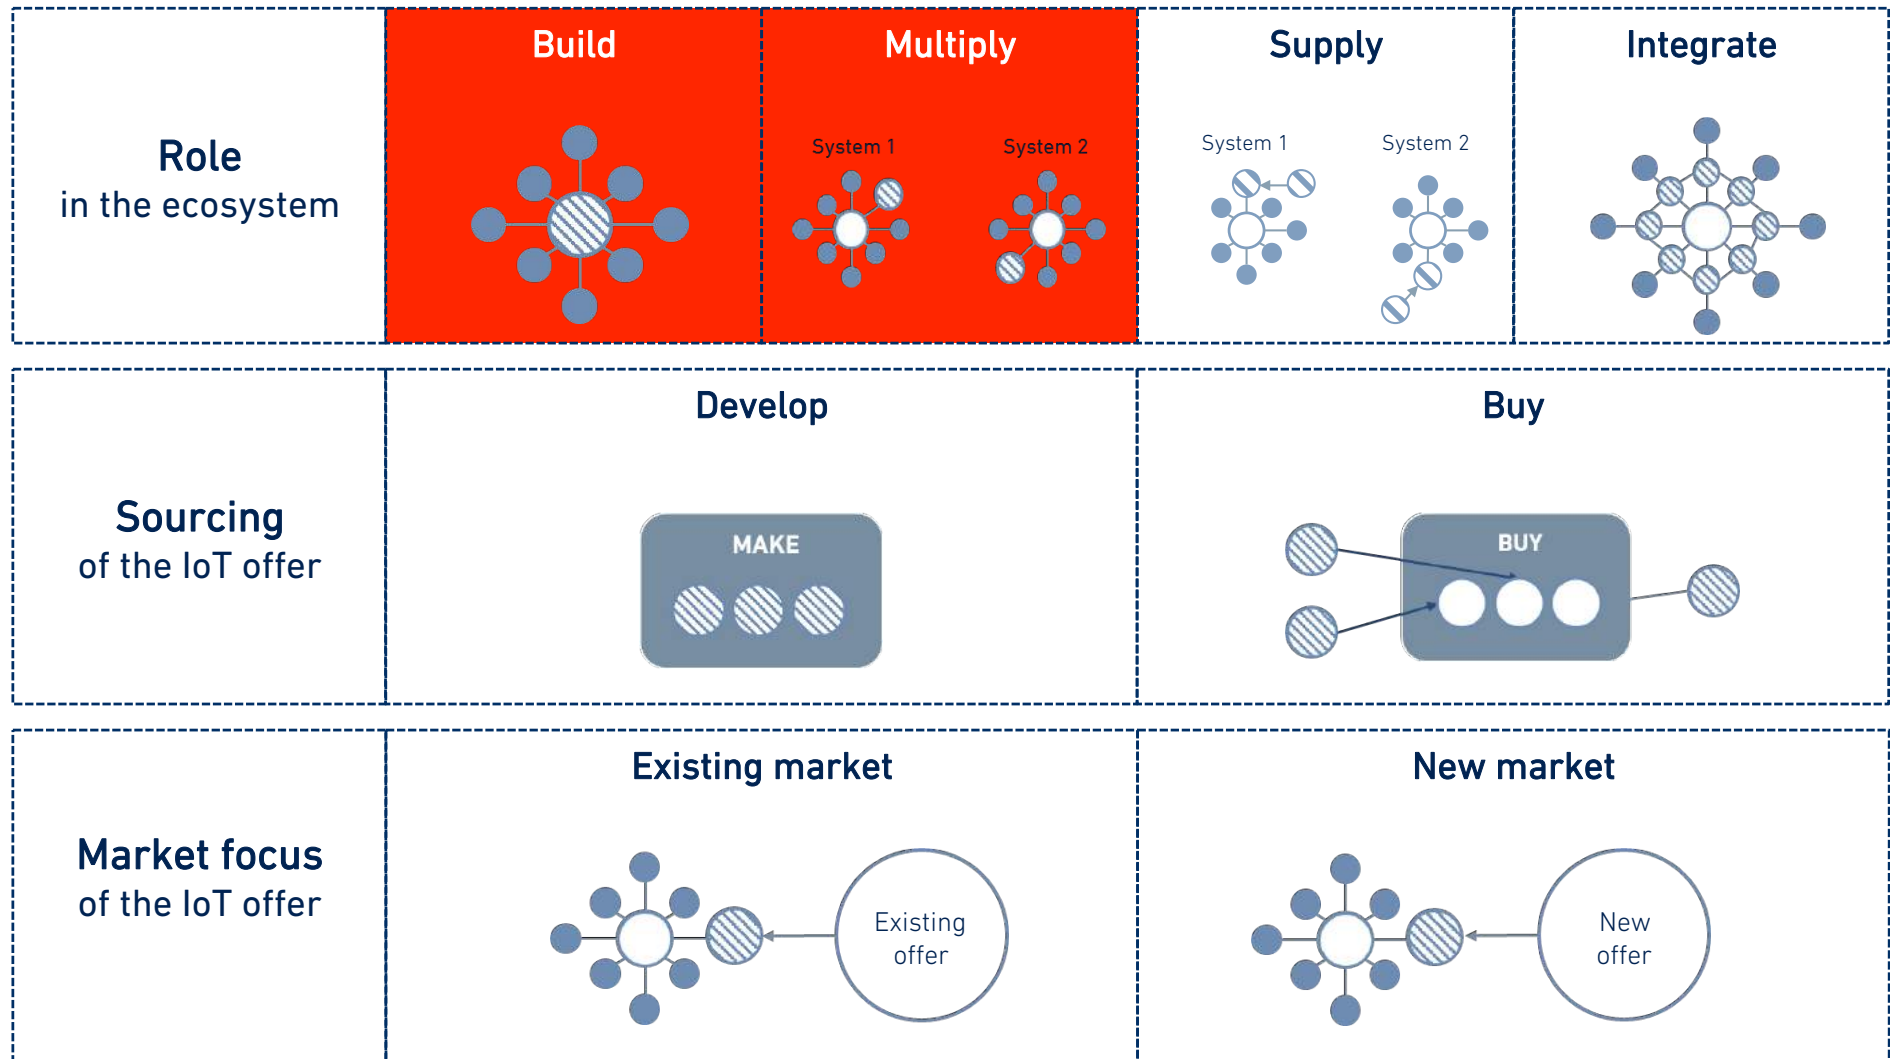 Build
Multiply
Supply
Integrate
Role
in the ecosystem
System 1
System 2
System 1
System 2
Develop
Buy
Sourcing
of the IoT offer
MAKE
BUY
Existing market
New market
Market focus
of the IoT offer
Existing
offer
New
offer